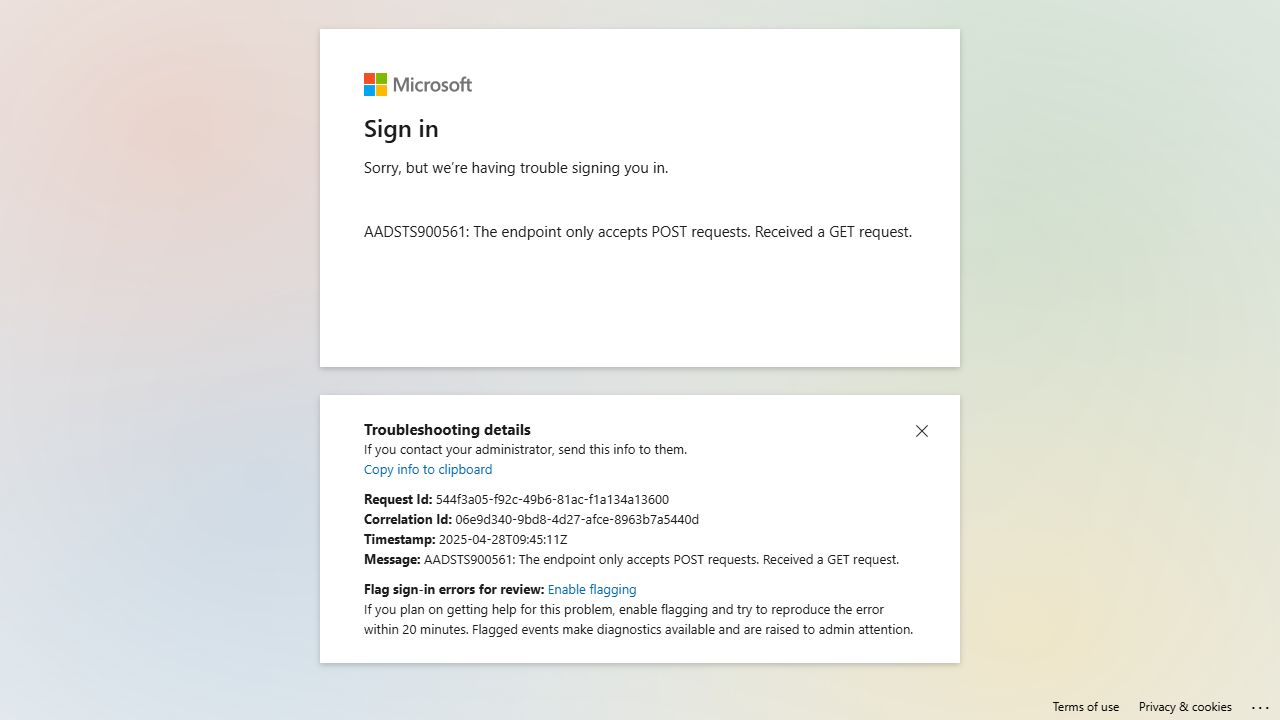 Microsoft
Sign in
Sorry, but we’re having trouble signing you in.
AADSTS900561: The endpoint only accepts POST requests. Received a GET request.
Troubleshooting details
If you contact your administrator, send this info to them.
Copy info to clipboard
Request Id: 544f3a05-f92c-49b6-81ac-f1a134a13600
Correlation Id: 06e9d340-9bd8-4d27-afce-8963b7a5440d
Timestamp: 2025-04-28T09:45:11Z
Message: AADSTS900561: The endpoint only accepts POST requests. Received a GET request.
Flag sign-in errors for review: Enable flagging
If you plan on getting help for this problem, enable flagging and try to reproduce the error
within 20 minutes. Flagged events make diagnostics available and are raised to admin attention.
Terms of use Privacy & cookies ...